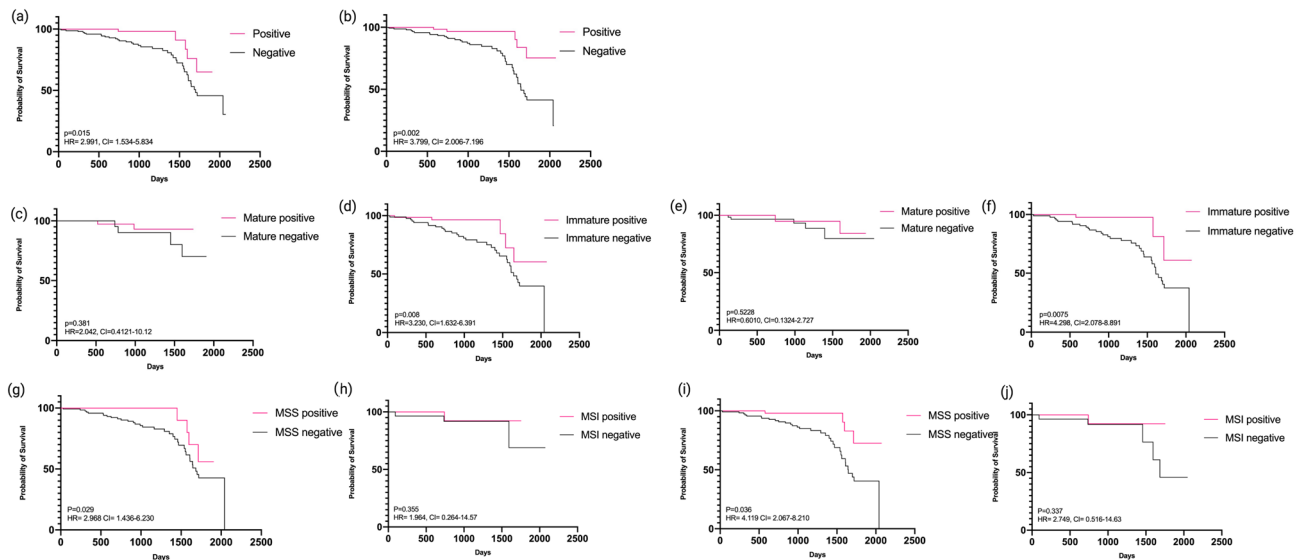 (a)
Positive
Negative
Probability of Survival
100
50
0
p=0.015
HR= 2.991, CI= 1.534-5.834
0 500 1000 1500 2000 2500
Days
(b)
Positive
Negative
Probability of Survival
100
50
0
p=0.002
HR= 3.799, CI= 2.006-7.196
0 500 1000 1500 2000 2500
Days
(c)
Mature positive
Mature negative
Probability of Survival
100
50
0
p=0.381
HR=2.042, CI=0.4121-10.12
0 500 1000 1500 2000 2500
Days
(d)
Immature positive
Immature negative
Probability of Survival
100
50
0
p=0.008
HR=3.230, CI=1.632-6.391
0 500 1000 1500 2000 2500
Days
(e)
Mature positive
Mature negative
Probability of Survival
100
50
0
p=0.5228
HR=0.6010, CI=0.1324-2.727
0 500 1000 1500 2000 2500
Days
(f)
Immature positive
Immature negative
Probability of Survival
100
50
0
p=0.0075
HR=4.298, CI=2.078-8.891
0 500 1000 1500 2000 2500
Days
(g)
MSS positive
MSS negative
Probability of Survival
100
50
0
P=0.029
HR= 2.968 CI= 1.436-6.230
0 500 1000 1500 2000 2500
Days
(h)
MSI positive
MSI negative
Probability of Survival
100
50
0
P=0.355
HR= 1.964, CI= 0.264-14.57
0 500 1000 1500 2000 2500
Days
(i)
MSS positive
MSS negative
Probability of Survival
100
50
0
P=0.036
HR= 4.119 CI= 2.067-8.210
0 500 1000 1500 2000 2500
Days
(j)
MSI positive
MSI negative
Probability of Survival
100
50
0
P=0.337
HR= 2.749, CI= 0.516-14.63
0 500 1000 1500 2000 2500
Days